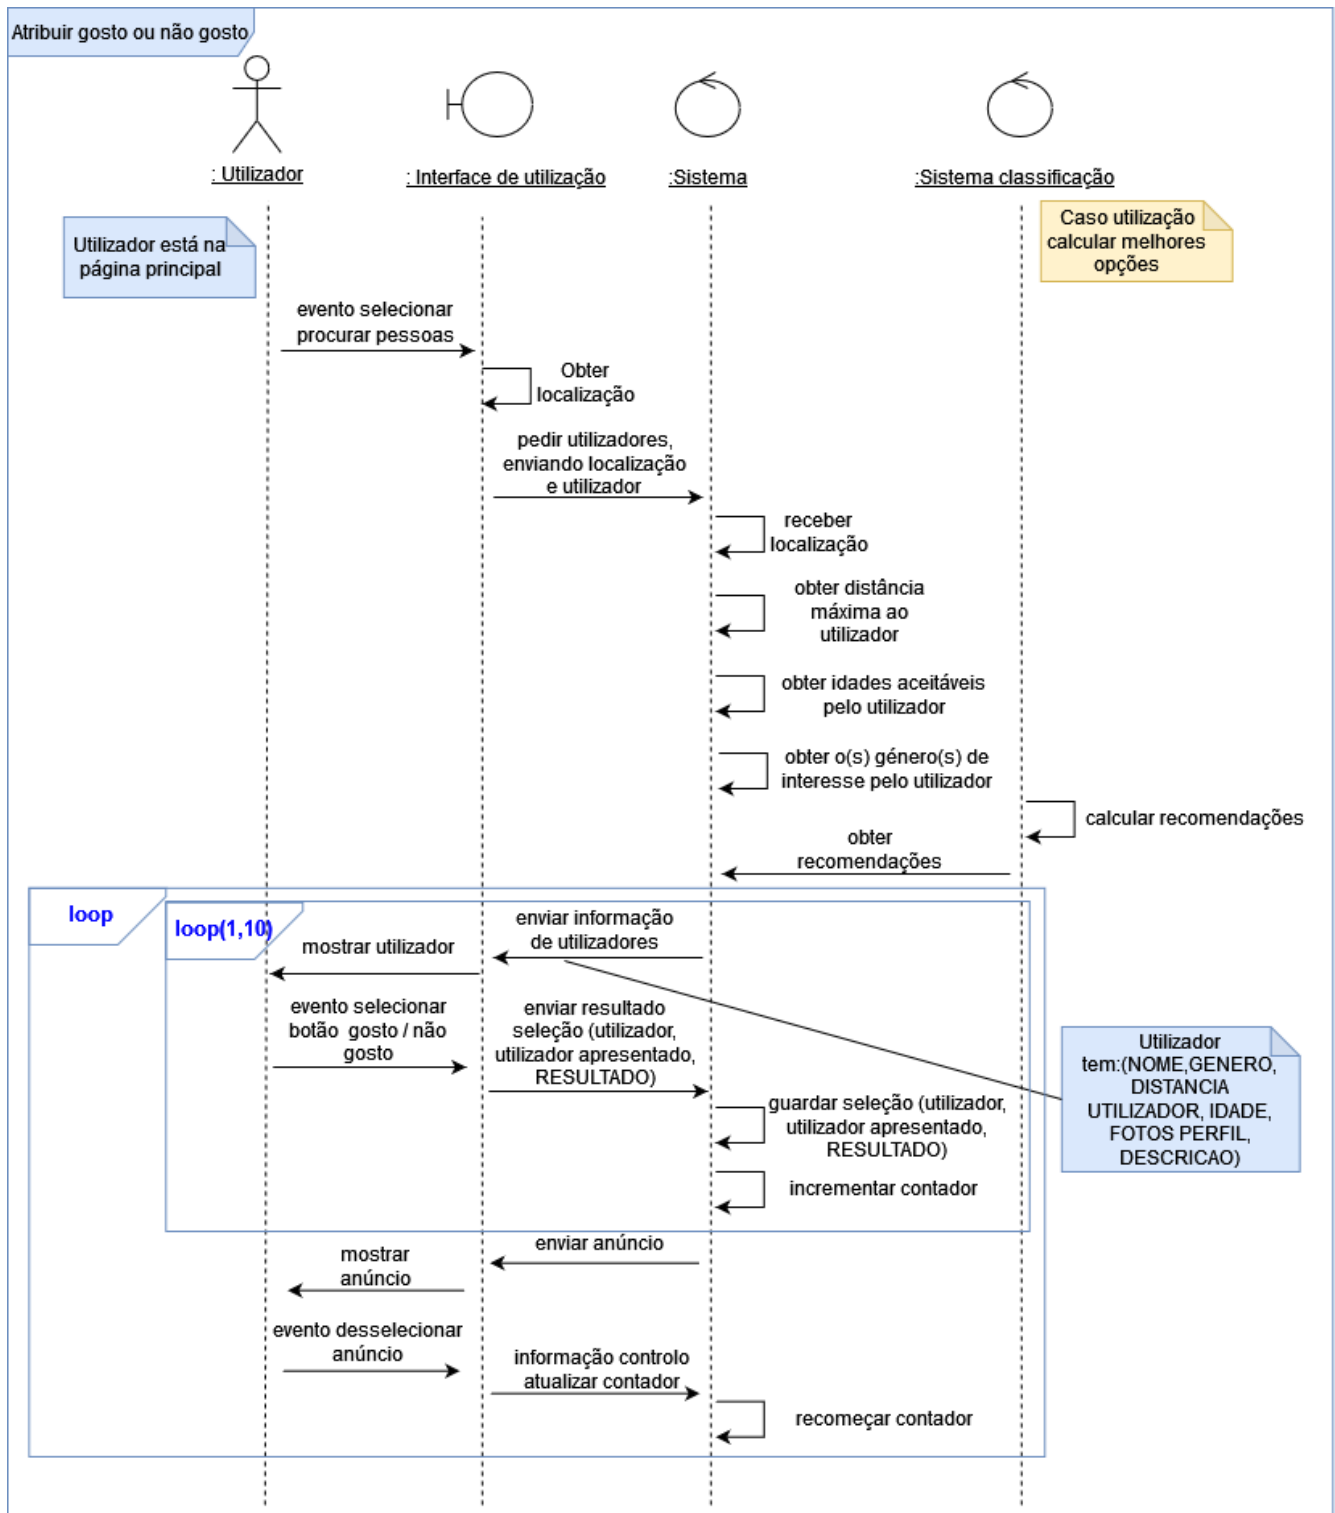 Atribuir gosto ou não gosto
: Utilizador
: Interface de utilização
:Sistema
:Sistema classificação
Utilizador está na
página principal
Caso utilização
calcular melhores
opções
evento selecionar
procurar pessoas
Obter
localização
pedir utilizadores,
enviando localização
e utilizador
receber
localização
obter distância
máxima ao
utilizador
obter idades aceitáveis
pelo utilizador
obter o(s) género(s) de
interesse pelo utilizador
calcular recomendações
obter
recomendações
loop
loop(1,10)
enviar informação
de utilizadores
mostrar utilizador
evento selecionar
botão gosto / não
gosto
enviar resultado
seleção (utilizador,
utilizador apresentado,
RESULTADO)
Utilizador
tem:(NOME,GENERO,
DISTANCIA
UTILIZADOR, IDADE,
FOTOS PERFIL,
DESCRICAO)
guardar seleção (utilizador,
utilizador apresentado,
RESULTADO)
incrementar contador
enviar anúncio
mostrar
anúncio
evento desselecionar
anúncio
informação controlo
atualizar contador
recomeçar contador